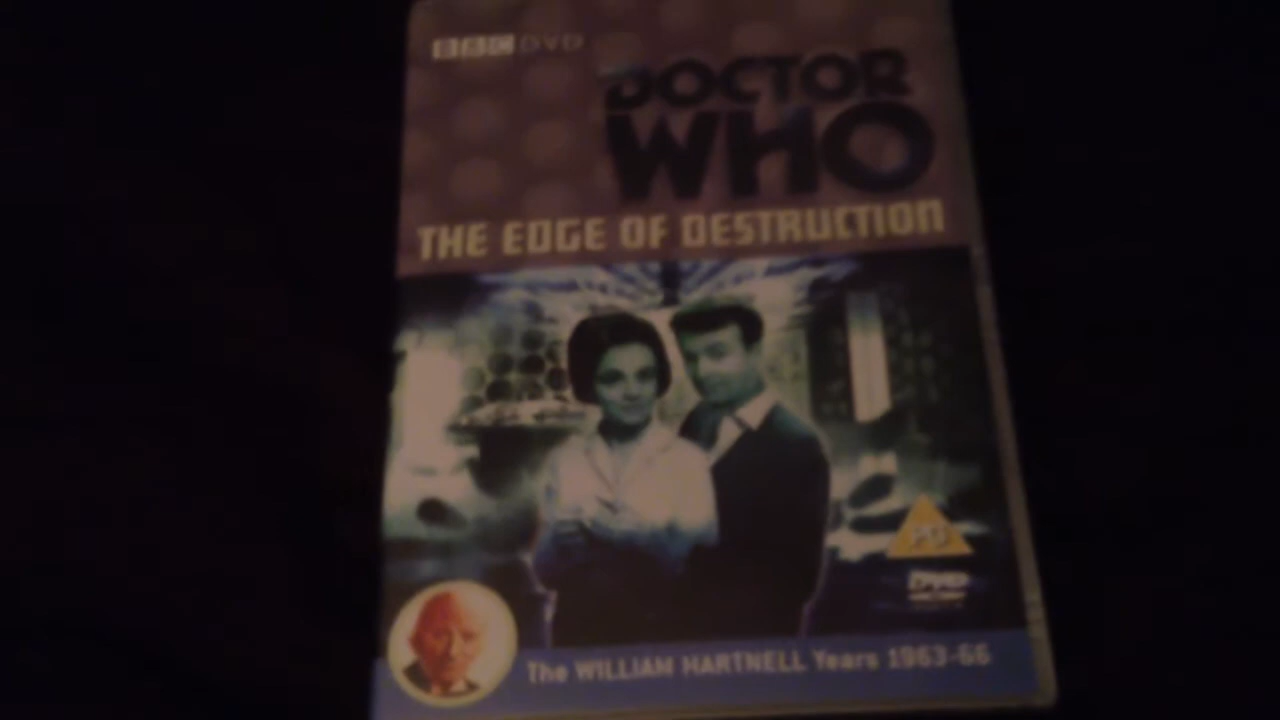 BBC DVD
DOCTOR
WHO
THE EDGE OF DESTRUCTION
PG
DVD
The WILLIAM HARTNELL Years 1963-66